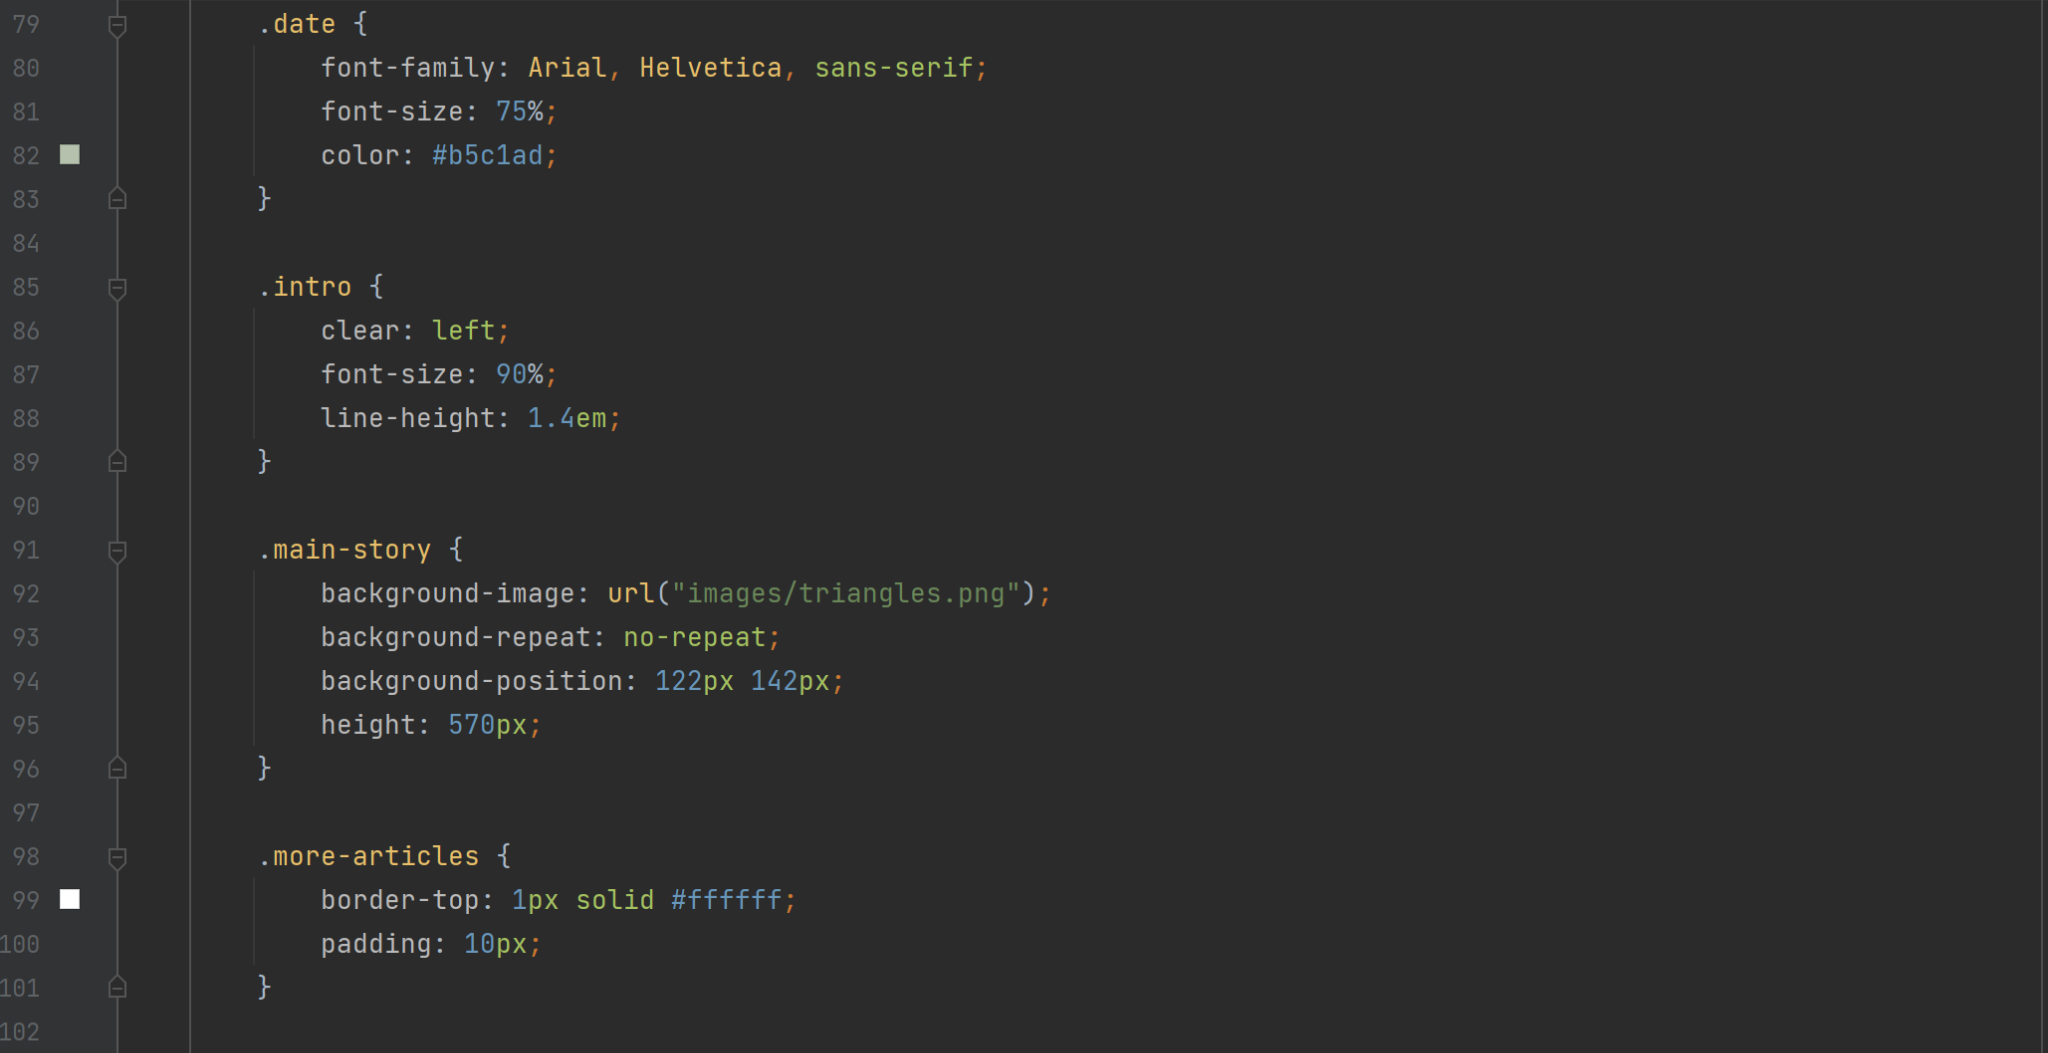 79 .date {
80 font-family: Arial, Helvetica, sans-serif;
81 font-size: 75%;
82 color: #b5c1ad;
83 }
84
85 .intro {
86 clear: left;
87 font-size: 90%;
88 line-height: 1.4em;
89 }
90
91 .main-story {
92 background-image: url("images/triangles.png");
93 background-repeat: no-repeat;
94 background-position: 122px 142px;
95 height: 570px;
96 }
97
98 .more-articles {
99 border-top: 1px solid #ffffff;
100 padding: 10px;
101 }
102